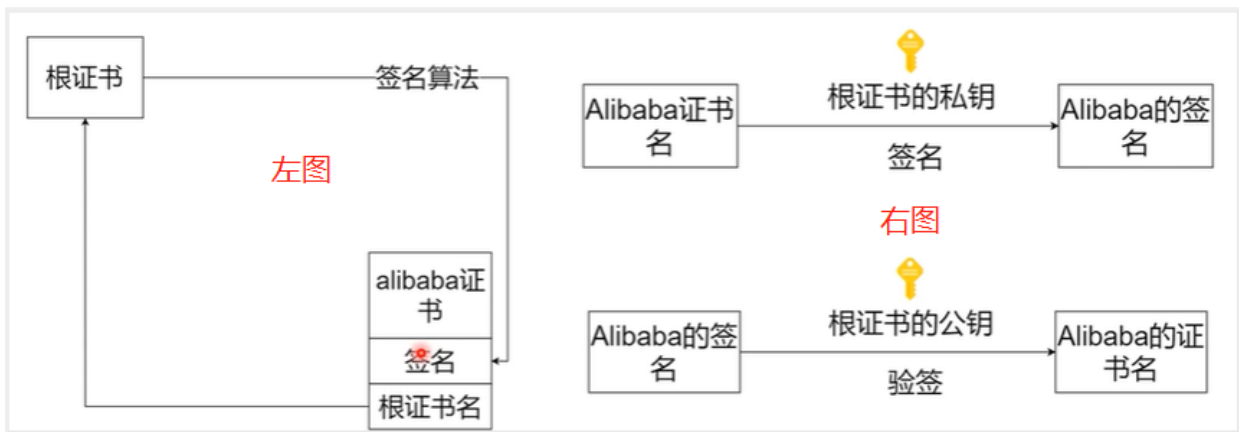 根证书
签名算法
左图
alibaba证
书
签名
根证书名
Alibaba证书
名
根证书的私钥
签名
Alibaba的签
名
右图
Alibaba的签
名
根证书的公钥
验签
Alibaba的证
书名